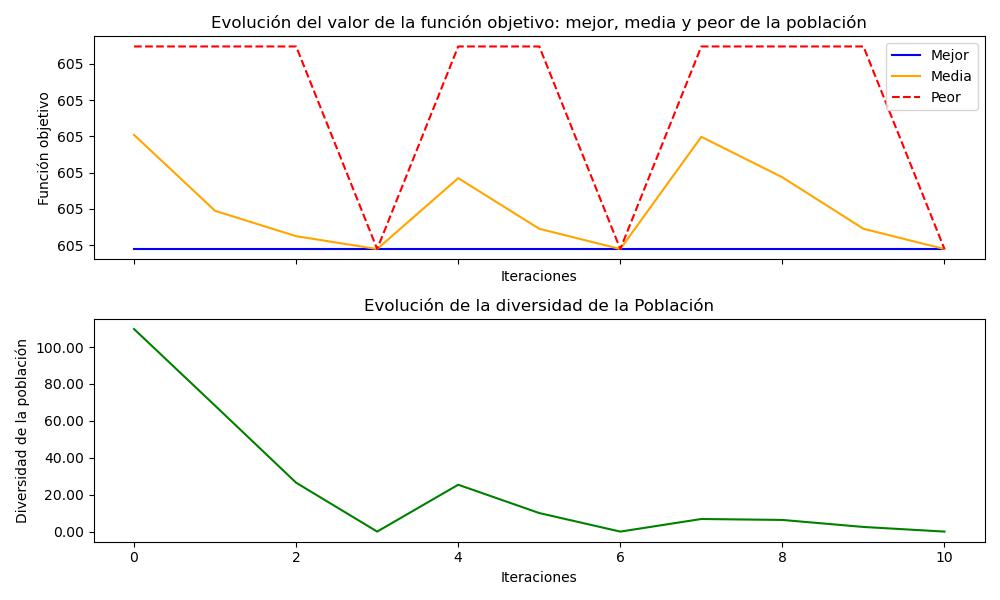 Evolución del valor de la función objetivo: mejor, media y peor de la población
Función objetivo
605
605
605
605
605
605
Mejor
Media
Peor
Iteraciones
Evolución de la diversidad de la Población
Diversidad de la población
100.00
80.00
60.00
40.00
20.00
0.00
0 2 4 6 8 10
Iteraciones